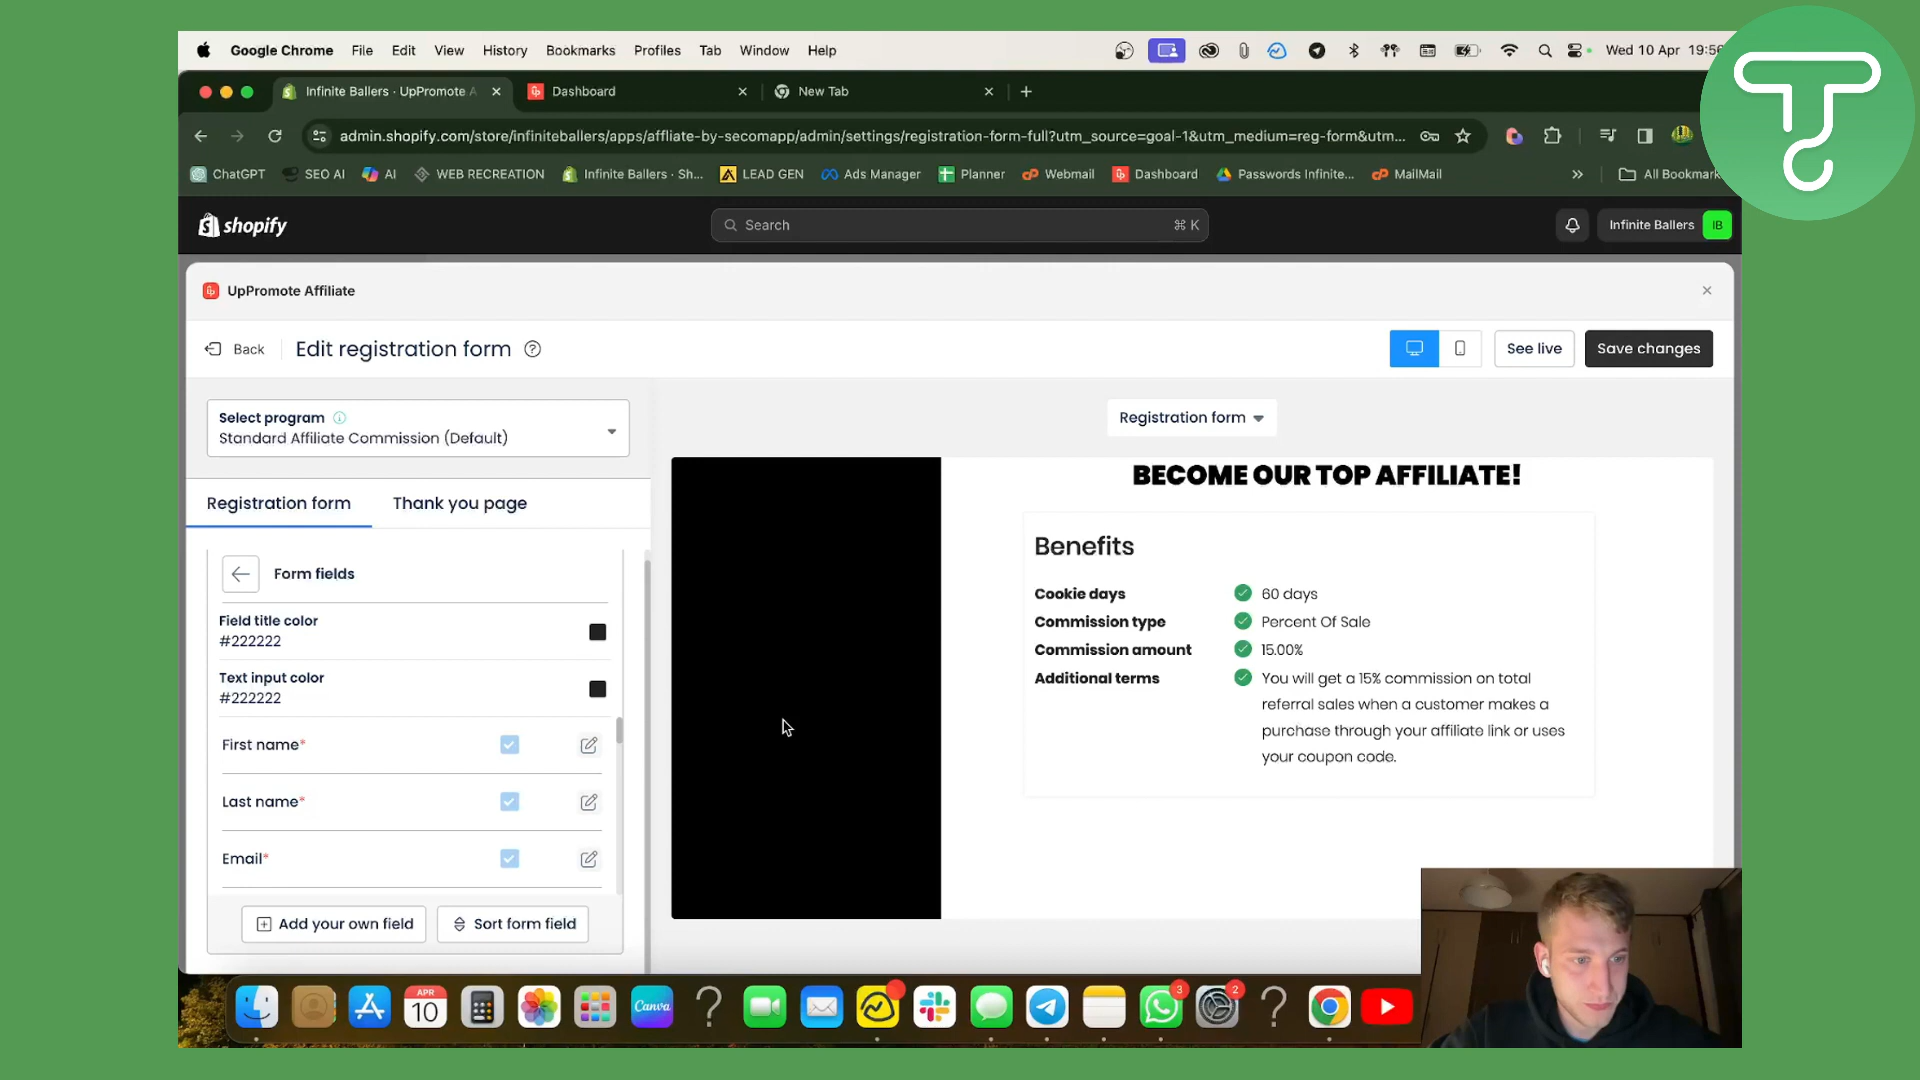 Google Chrome File Edit View History Bookmarks Profiles Tab Window Help Wed 10 Apr 19:56
Infinite Ballers · UpPromote A
Dashboard
New Tab
admin.shopify.com/store/infiniteballers/apps/affliate-by-secomapp/admin/settings/registration-form-full?utm_source=goal-1&utm_medium=reg-form&utm...
ChatGPT SEO AI AI WEB RECREATION Infinite Ballers · Sh... LEAD GEN Ads Manager Planner Webmail Dashboard Passwords Infinite... MailMail » All Bookmark
shopify
Search
⌘ K
Infinite Ballers IB
UpPromote Affiliate
Back
Edit registration form
See live
Save changes
Select program
Standard Affiliate Commission (Default)
Registration form
Thank you page
Form fields
Field title color
#222222
Text input color
#222222
First name*
Last name*
Email*
Add your own field
Sort form field
Registration form
BECOME OUR TOP AFFILIATE!
Benefits
Cookie days 60 days
Commission type Percent Of Sale
Commission amount 15.00%
Additional terms You will get a 15% commission on total
referral sales when a customer makes a
purchase through your affiliate link or uses
your coupon code.
APR
10
Canva
3
2